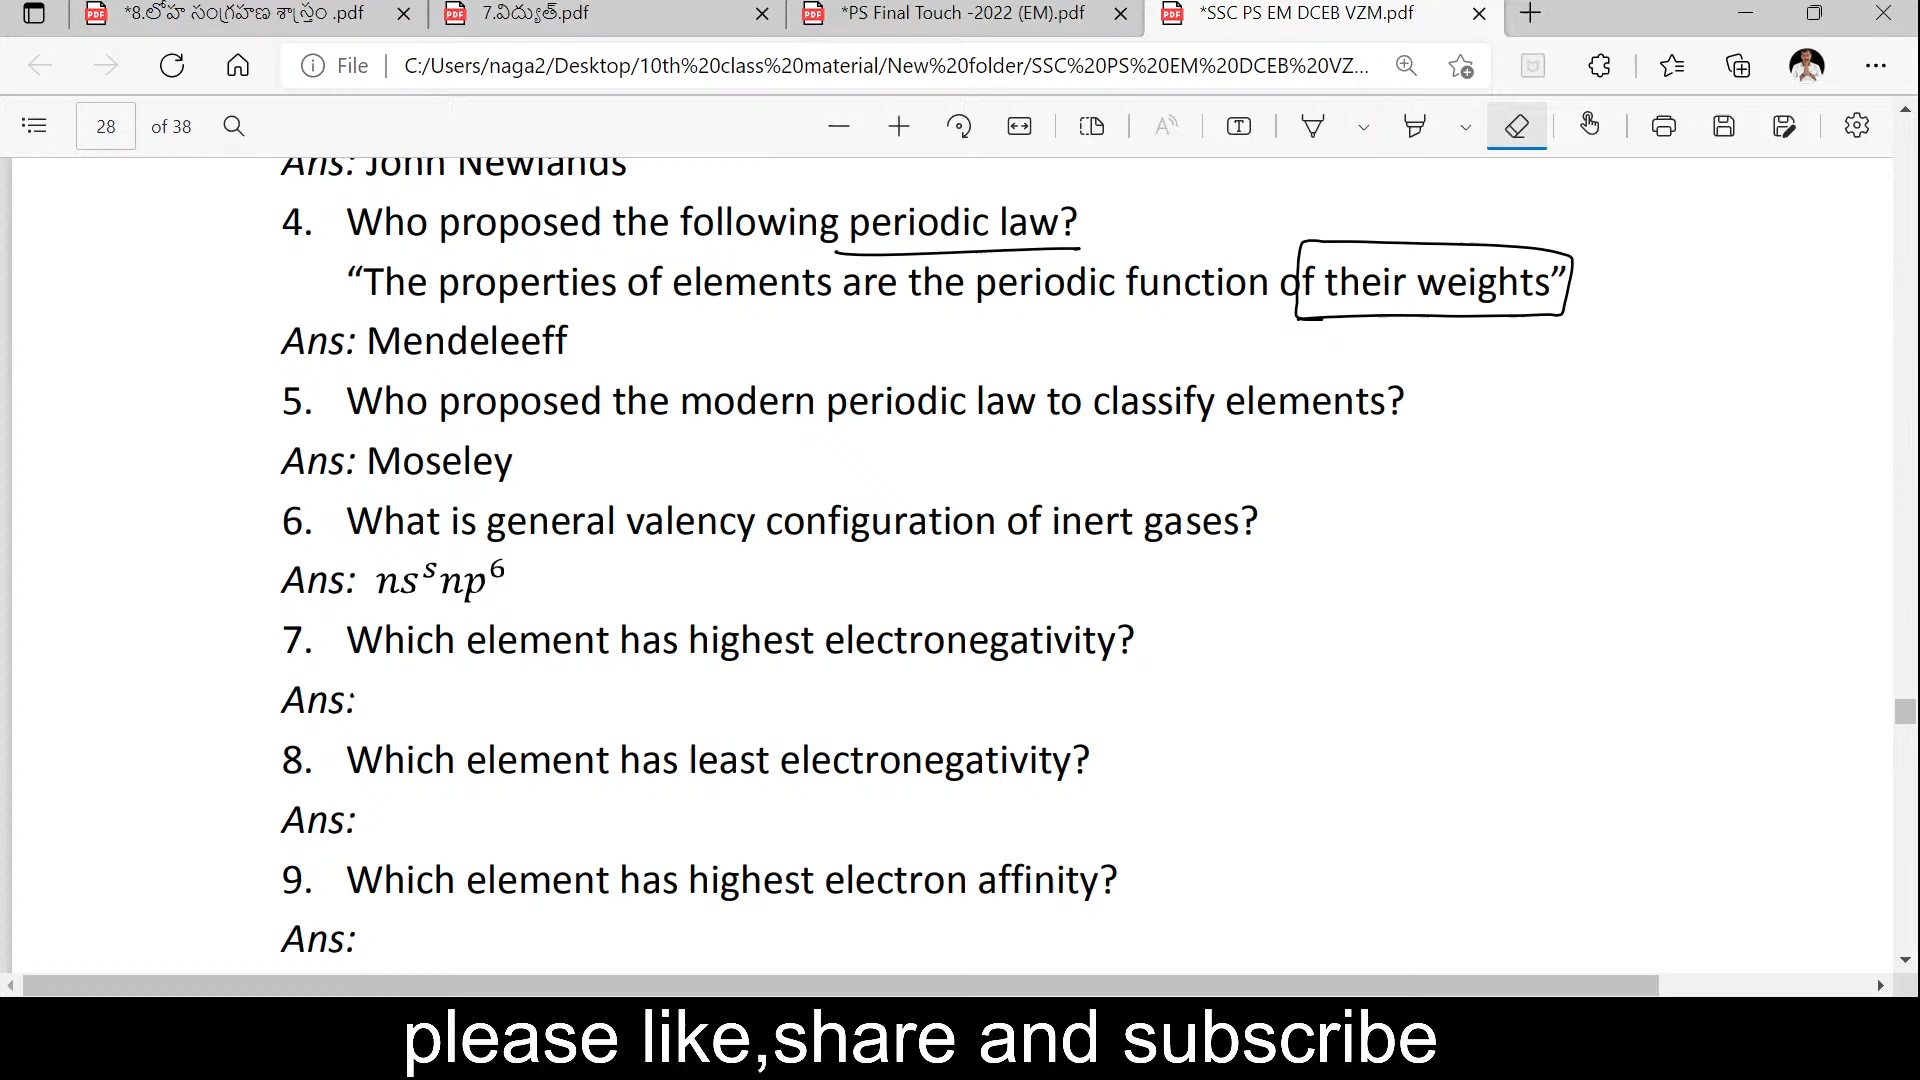 *8.లోహ సంగ్రహణ శాస్త్రం .pdf
7.విద్యుత్.pdf
*PS Final Touch -2022 (EM).pdf
*SSC PS EM DCEB VZM.pdf
File
C:/Users/naga2/Desktop/10th%20class%20material/New%20folder/SSC%20PS%20EM%20DCEB%20VZ...
28 of 38
Ans: John Newlands
4. Who proposed the following periodic law?
“The properties of elements are the periodic function of their weights”
Ans: Mendeleeff
5. Who proposed the modern periodic law to classify elements?
Ans: Moseley
6. What is general valency configuration of inert gases?
Ans: nsˢnp⁶
7. Which element has highest electronegativity?
Ans:
8. Which element has least electronegativity?
Ans:
9. Which element has highest electron affinity?
Ans:
please like,share and subscribe